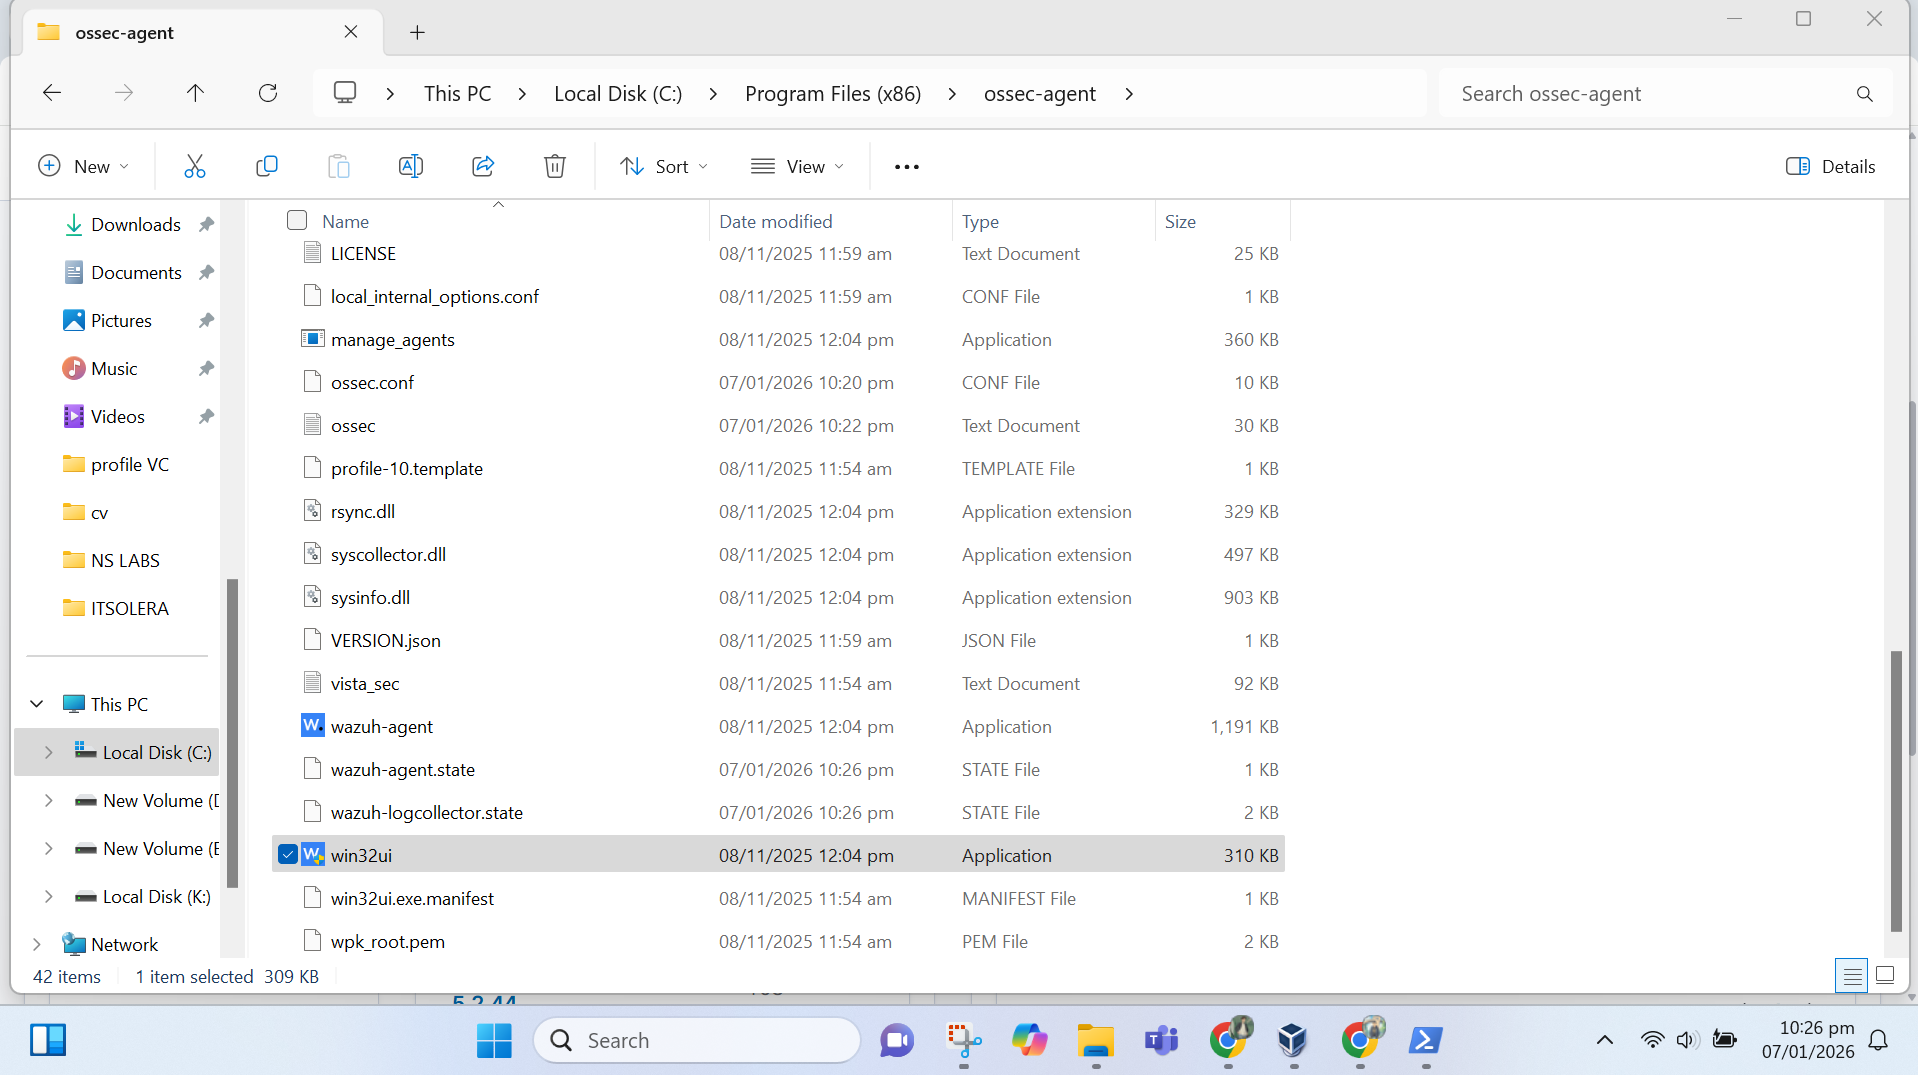 ossec-agent
This PC Local Disk (C:) Program Files (x86) ossec-agent
Search ossec-agent
New Sort View Details
Downloads
Documents
Pictures
Music
Videos
profile VC
cv
NS LABS
ITSOLERA
This PC
Local Disk (C:)
New Volume (D
New Volume (E
Local Disk (K:)
Network
Name Date modified Type Size
LICENSE 08/11/2025 11:59 am Text Document 25 KB
local_internal_options.conf 08/11/2025 11:59 am CONF File 1 KB
manage_agents 08/11/2025 12:04 pm Application 360 KB
ossec.conf 07/01/2026 10:20 pm CONF File 10 KB
ossec 07/01/2026 10:22 pm Text Document 30 KB
profile-10.template 08/11/2025 11:54 am TEMPLATE File 1 KB
rsync.dll 08/11/2025 12:04 pm Application extension 329 KB
syscollector.dll 08/11/2025 12:04 pm Application extension 497 KB
sysinfo.dll 08/11/2025 12:04 pm Application extension 903 KB
VERSION.json 08/11/2025 11:59 am JSON File 1 KB
vista_sec 08/11/2025 11:54 am Text Document 92 KB
wazuh-agent 08/11/2025 12:04 pm Application 1,191 KB
wazuh-agent.state 07/01/2026 10:26 pm STATE File 1 KB
wazuh-logcollector.state 07/01/2026 10:26 pm STATE File 2 KB
win32ui 08/11/2025 12:04 pm Application 310 KB
win32ui.exe.manifest 08/11/2025 11:54 am MANIFEST File 1 KB
wpk_root.pem 08/11/2025 11:54 am PEM File 2 KB
42 items 1 item selected 309 KB
Search
10:26 pm
07/01/2026